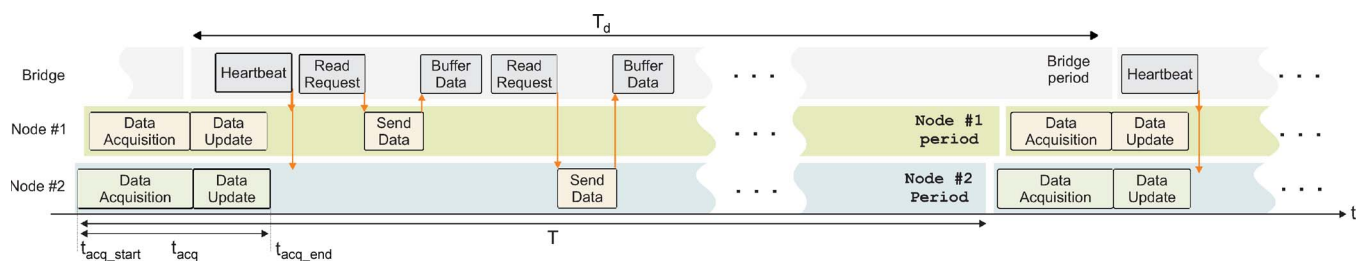 T_d
Bridge
Heartbeat
Read
Request
Buffer
Data
Read
Request
Buffer
Data
. . .
Bridge
period
Heartbeat
. . .
Node #1
Data
Acquisition
Data
Update
Send
Data
. . .
Node #1
period
Data
Acquisition
Data
Update
. . .
Node #2
Data
Acquisition
Data
Update
Send
Data
. . .
Node #2
Period
Data
Acquisition
Data
Update
. . .
t
T
t_acq_start
t_acq
t_acq_end